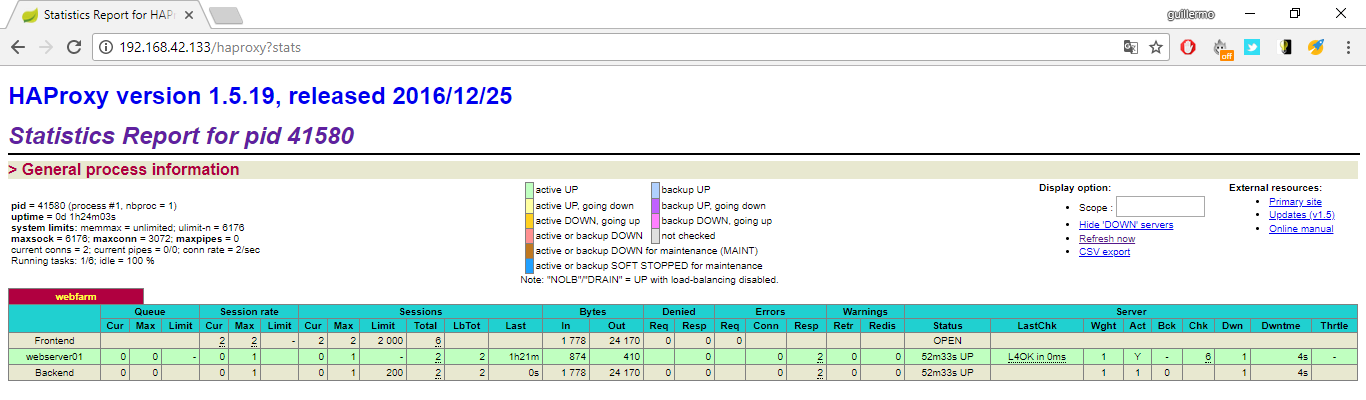 Statistics Report for HAP
guillermo
192.168.42.133/haproxy?stats
off
HAProxy version 1.5.19, released 2016/12/25
Statistics Report for pid 41580
> General process information
pid = 41580 (process #1, nbproc = 1)
uptime = 0d 1h24m03s
system limits: memmax = unlimited; ulimit-n = 6176
maxsock = 6176; maxconn = 3072; maxpipes = 0
current conns = 2; current pipes = 0/0; conn rate = 2/sec
Running tasks: 1/6; idle = 100 %
active UP backup UP
active UP, going down backup UP, going down
active DOWN, going up backup DOWN, going up
active or backup DOWN not checked
active or backup DOWN for maintenance (MAINT)
active or backup SOFT STOPPED for maintenance
Note: "NOLB"/"DRAIN" = UP with load-balancing disabled.
Display option:
Scope :
Hide 'DOWN' servers
Refresh now
CSV export
External resources:
Primary site
Updates (v1.5)
Online manual
webfarm
Queue Session rate Sessions Bytes Denied Errors Warnings Server
Cur Max Limit Cur Max Limit Cur Max Limit Total LbTot Last In Out Req Resp Req Conn Resp Retr Redis Status LastChk Wght Act Bck Chk Dwn Dwntme Thrtle
Frontend 2 2 - 2 2 2 000 6 1 778 24 170 0 0 0 OPEN
webserver01 0 0 - 0 1 0 1 - 2 2 1h21m 874 410 0 0 2 0 0 52m33s UP L4OK in 0ms 1 Y - 6 1 4s -
Backend 0 0 0 1 0 1 200 2 2 0s 1 778 24 170 0 0 0 2 0 0 52m33s UP 1 1 0 1 4s